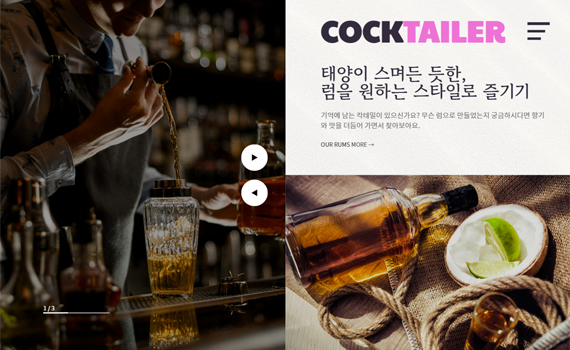 COCKTAILER
태양이 스며든 듯한,
럼을 원하는 스타일로 즐기기
기억에 남는 칵테일이 있으신가요? 무슨 럼으로 만들었는지 궁금하시다면 향기
와 맛을 더듬어 가면서 찾아보아요.
OUR RUMS MORE →
1 / 3